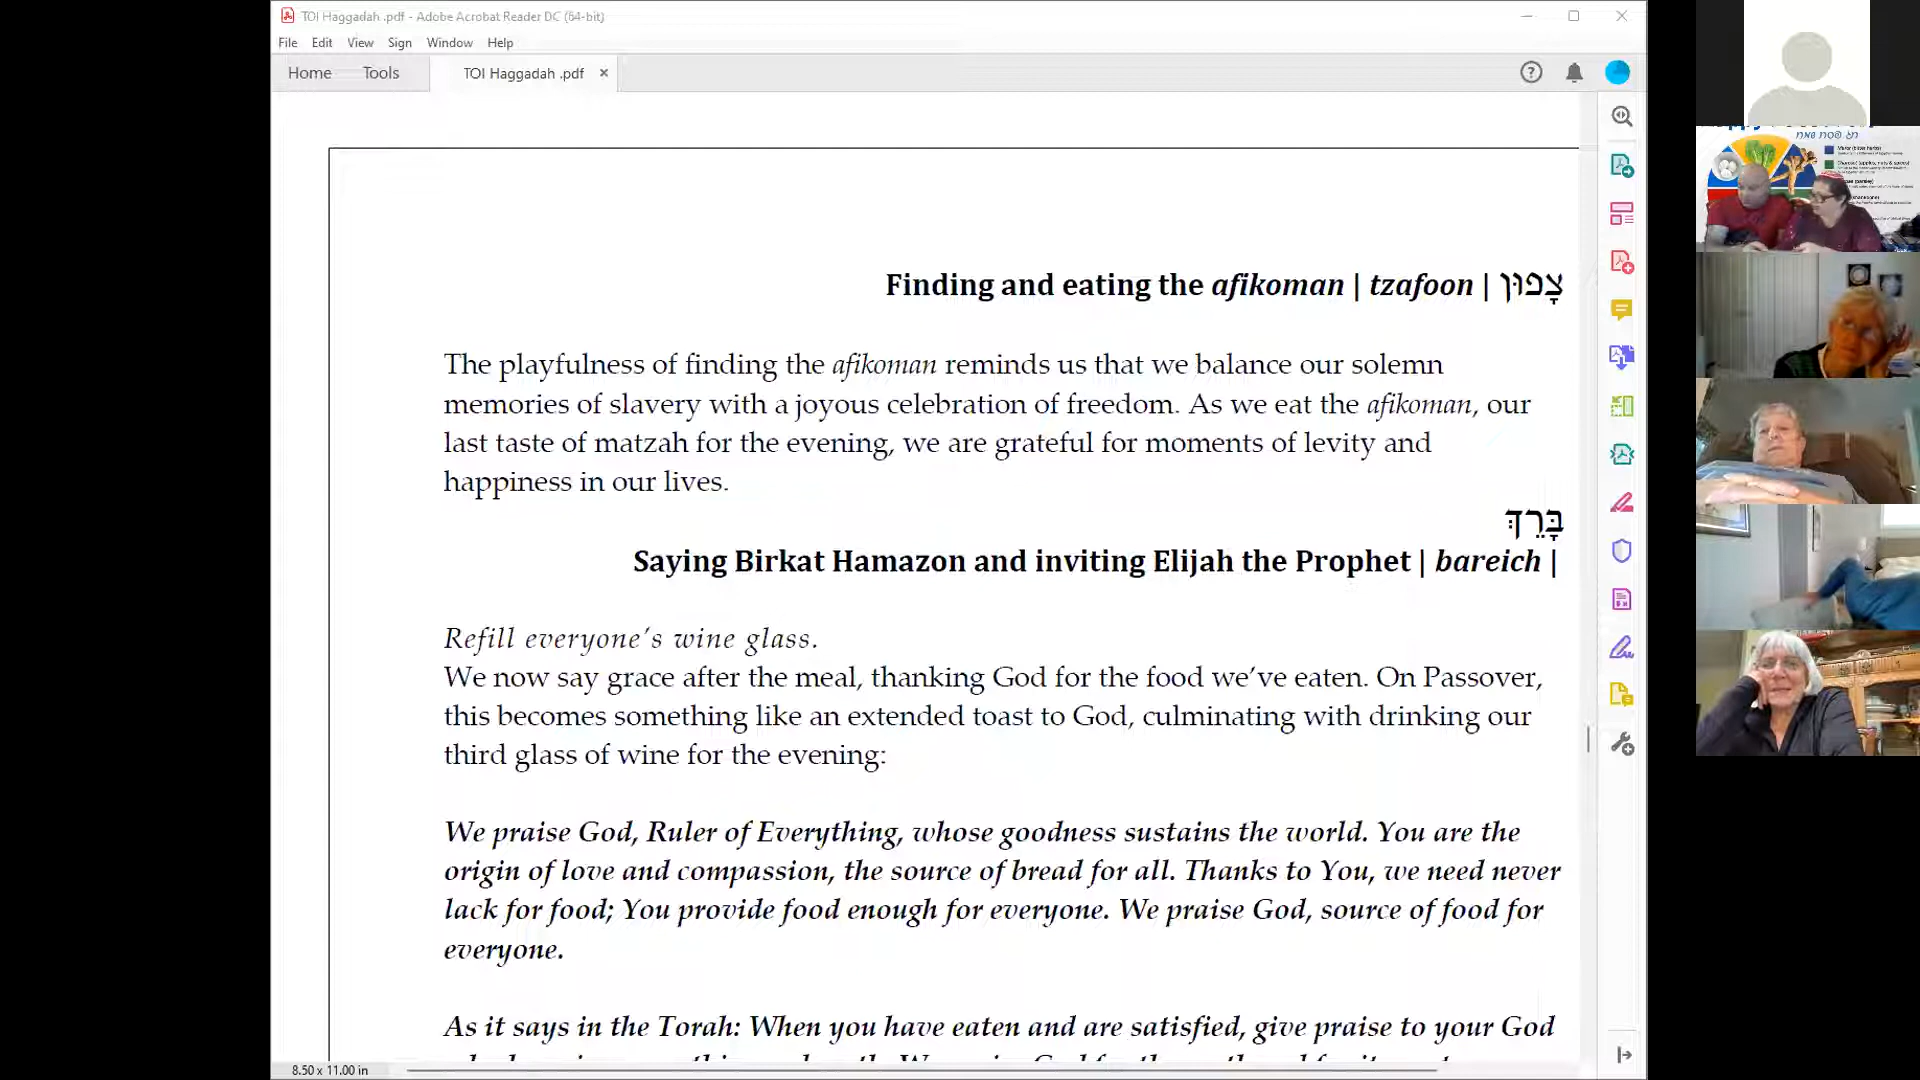 TOI Haggadah .pdf - Adobe Acrobat Reader DC (64-bit)
File Edit View Sign Window Help
Home Tools TOI Haggadah .pdf
Finding and eating the afikoman | tzafoon | צָפוּן
The playfulness of finding the afikoman reminds us that we balance our solemn
memories of slavery with a joyous celebration of freedom. As we eat the afikoman, our
last taste of matzah for the evening, we are grateful for moments of levity and
happiness in our lives.
בָּרֵךְ
Saying Birkat Hamazon and inviting Elijah the Prophet | bareich |
Refill everyone's wine glass.
We now say grace after the meal, thanking God for the food we've eaten. On Passover,
this becomes something like an extended toast to God, culminating with drinking our
third glass of wine for the evening:
We praise God, Ruler of Everything, whose goodness sustains the world. You are the
origin of love and compassion, the source of bread for all. Thanks to You, we need never
lack for food; You provide food enough for everyone. We praise God, source of food for
everyone.
As it says in the Torah: When you have eaten and are satisfied, give praise to your God
8.50 x 11.00 in